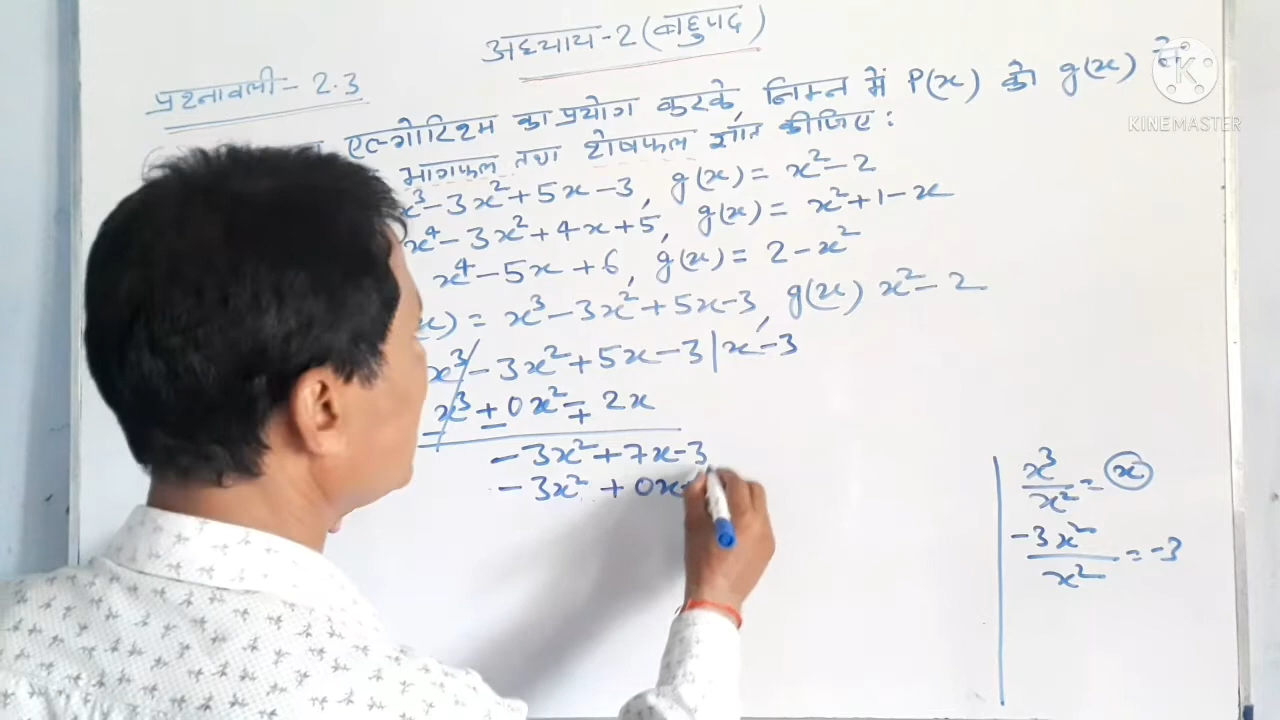 अध्याय-2 (बाहुपद)
प्रश्नावली - 2.3
एल्गोरिथ्म का प्रयोग करके, निम्न में P(x) को g(x) से
भागफल तथा शेषफल ज्ञात कीजिए :
x³ - 3x² + 5x - 3, g(x) = x² - 2
x⁴ - 3x² + 4x + 5, g(x) = x² + 1 - x
x⁴ - 5x + 6, g(x) = 2 - x²
x) = x³ - 3x² + 5x - 3, g(x) x² - 2
x³ - 3x² + 5x - 3 | x - 3
x³ + 0x² - 2x
- - +
- 3x² + 7x - 3
- 3x² + 0x
x³/x² = x
-3x²/x² = -3
KINEMASTER